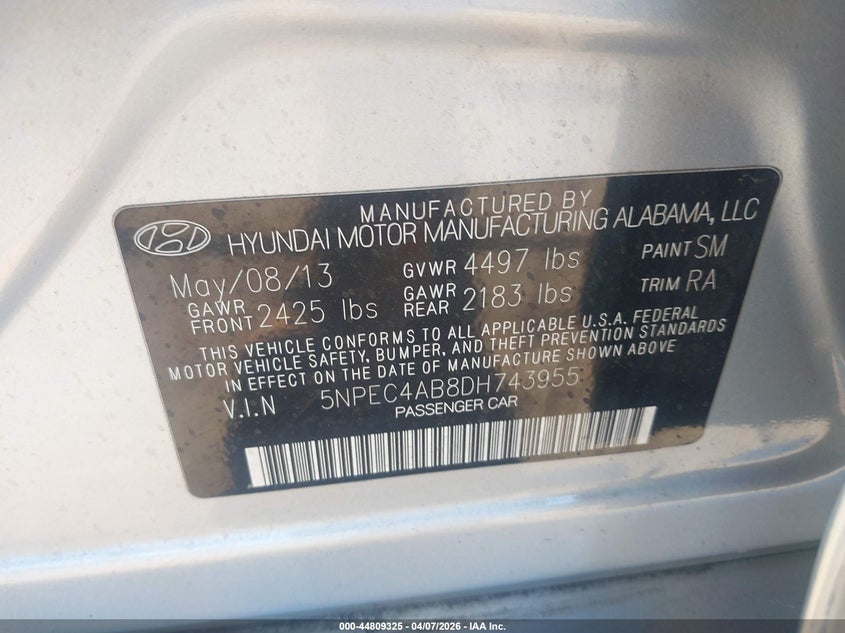 MANUFACTURED BY
HYUNDAI MOTOR MANUFACTURING ALABAMA, LLC
May/08/13 GVWR 4497 lbs PAINT SM
GAWR FRONT 2425 lbs GAWR REAR 2183 lbs TRIM RA
THIS VEHICLE CONFORMS TO ALL APPLICABLE U.S.A. FEDERAL
MOTOR VEHICLE SAFETY, BUMPER, AND THEFT PREVENTION STANDARDS
IN EFFECT ON THE DATE OF MANUFACTURE SHOWN ABOVE
V.I.N 5NPEC4AB8DH743955
PASSENGER CAR
000-44809325 - 04/07/2026 - IAA Inc.